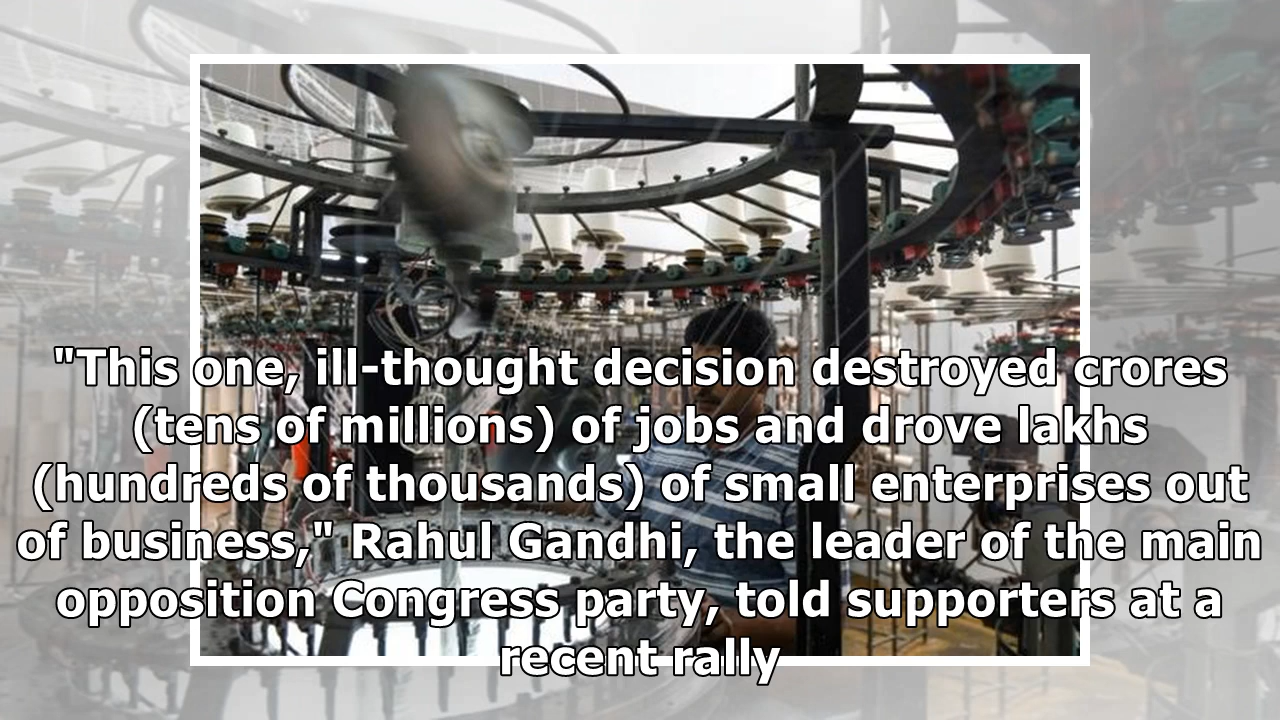 "This one, ill-thought decision destroyed crores
(tens of millions) of jobs and drove lakhs
(hundreds of thousands) of small enterprises out
of business," Rahul Gandhi, the leader of the main
opposition Congress party, told supporters at a
recent rally